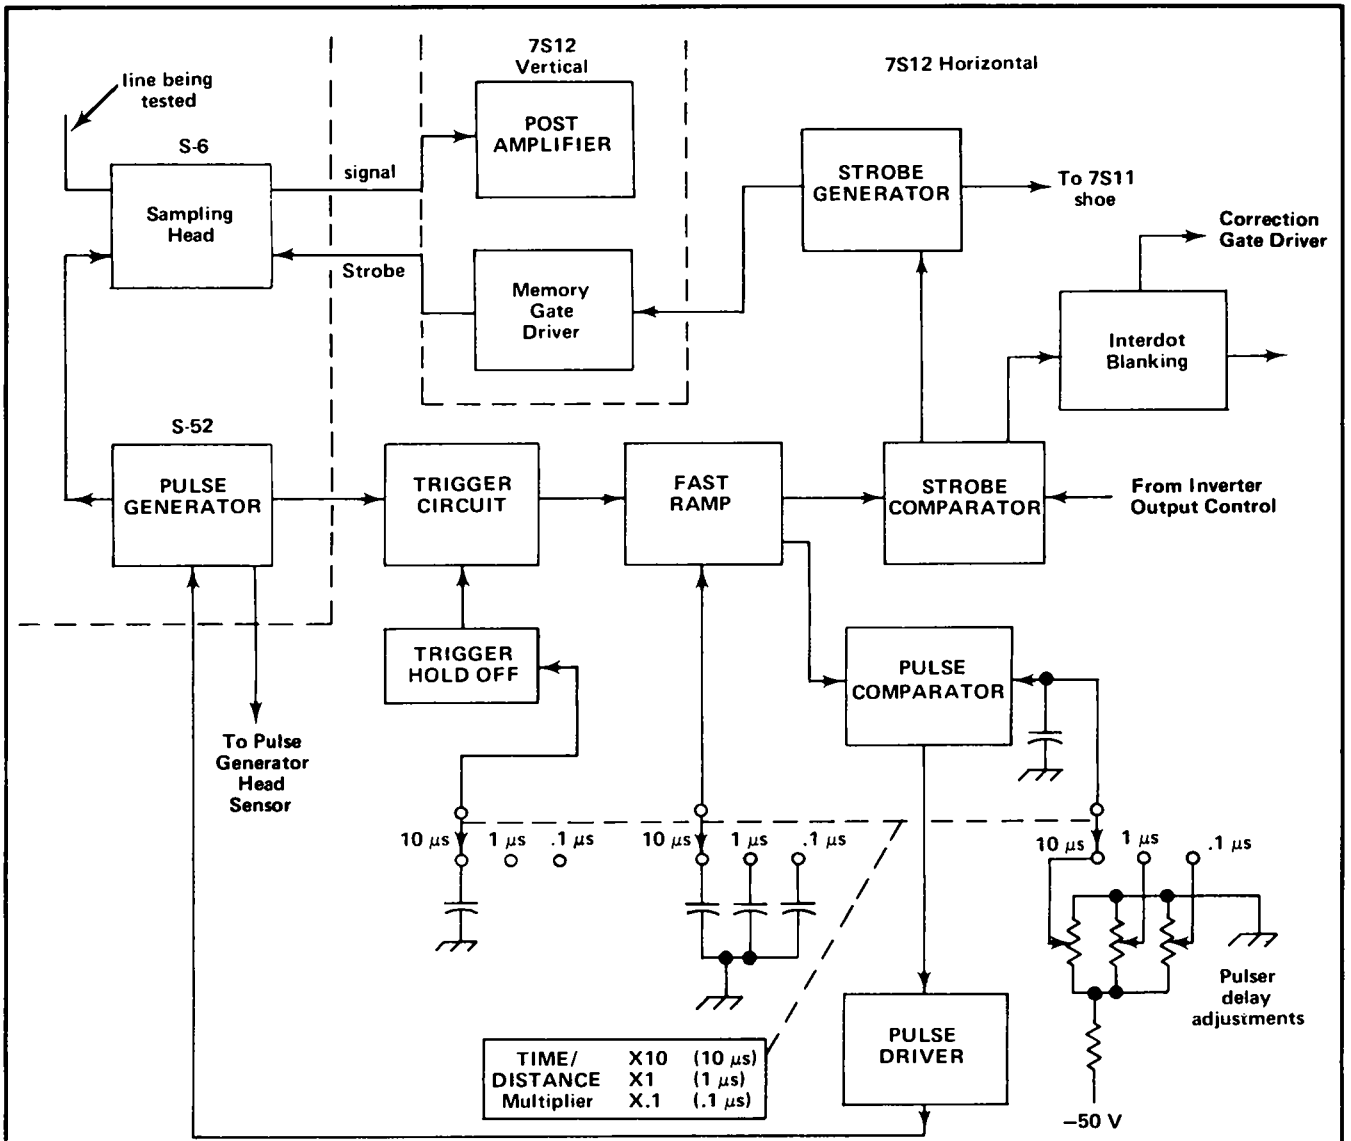 7S12
Vertical
7S12 Horizontal
line being
tested
S-6
signal
POST
AMPLIFIER
STROBE
GENERATOR
To 7S11
shoe
Sampling
Head
Correction
Gate Driver
Strobe
Memory
Gate
Driver
Interdot
Blanking
S-52
PULSE
GENERATOR
TRIGGER
CIRCUIT
FAST
RAMP
STROBE
COMPARATOR
From Inverter
Output Control
TRIGGER
HOLD OFF
PULSE
COMPARATOR
To Pulse
Generator
Head
Sensor
10 μs 1 μs .1 μs
10 μs 1 μs .1 μs
10 μs 1 μs .1 μs
Pulser
delay
adjustments
PULSE
DRIVER
TIME/ X10 (10 μs)
DISTANCE X1 (1 μs)
Multiplier X.1 (.1 μs)
−50 V